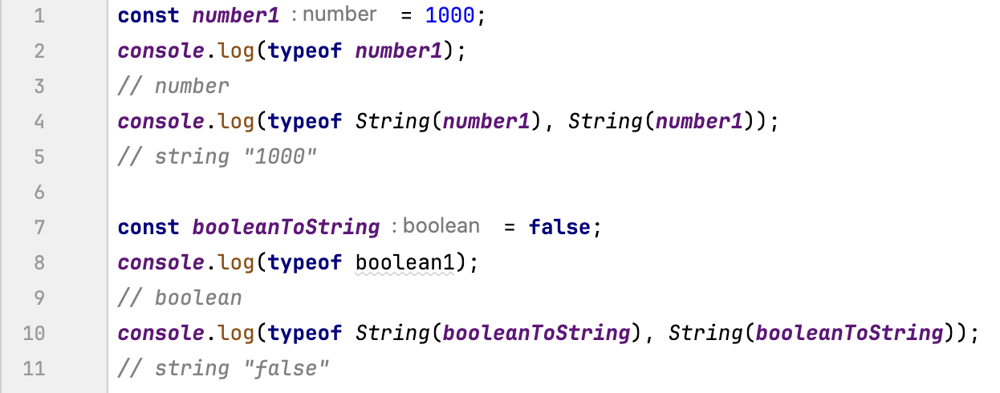 1 const number1 : number = 1000;
2 console.log(typeof number1);
3 // number
4 console.log(typeof String(number1), String(number1));
5 // string "1000"
6
7 const booleanToString : boolean = false;
8 console.log(typeof boolean1);
9 // boolean
10 console.log(typeof String(booleanToString), String(booleanToString));
11 // string "false"